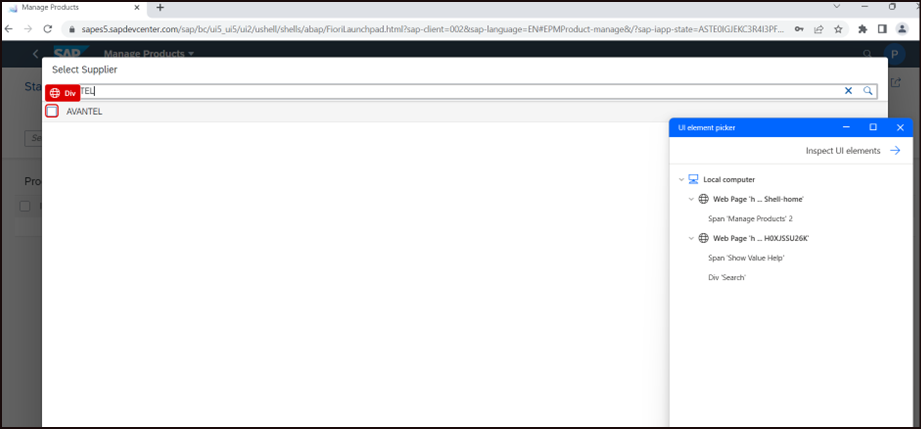 Manage Products
sapes5.sapdevcenter.com/sap/bc/ui5_ui5/ui2/ushell/shells/abap/FioriLaunchpad.html?sap-client=002&sap-language=EN#EPMProduct-manage&/?sap-iapp-state=ASTE0IGJEKC3R4I3PF...
SAP
Manage Products
P
Select Supplier
Sta
Div
TEL
AVANTEL
Se
Pro
UI element picker
Inspect UI elements
Local computer
Web Page 'h ... Shell-home'
Span 'Manage Products' 2
Web Page 'h ... H0XJSSU26K'
Span 'Show Value Help'
Div 'Search'